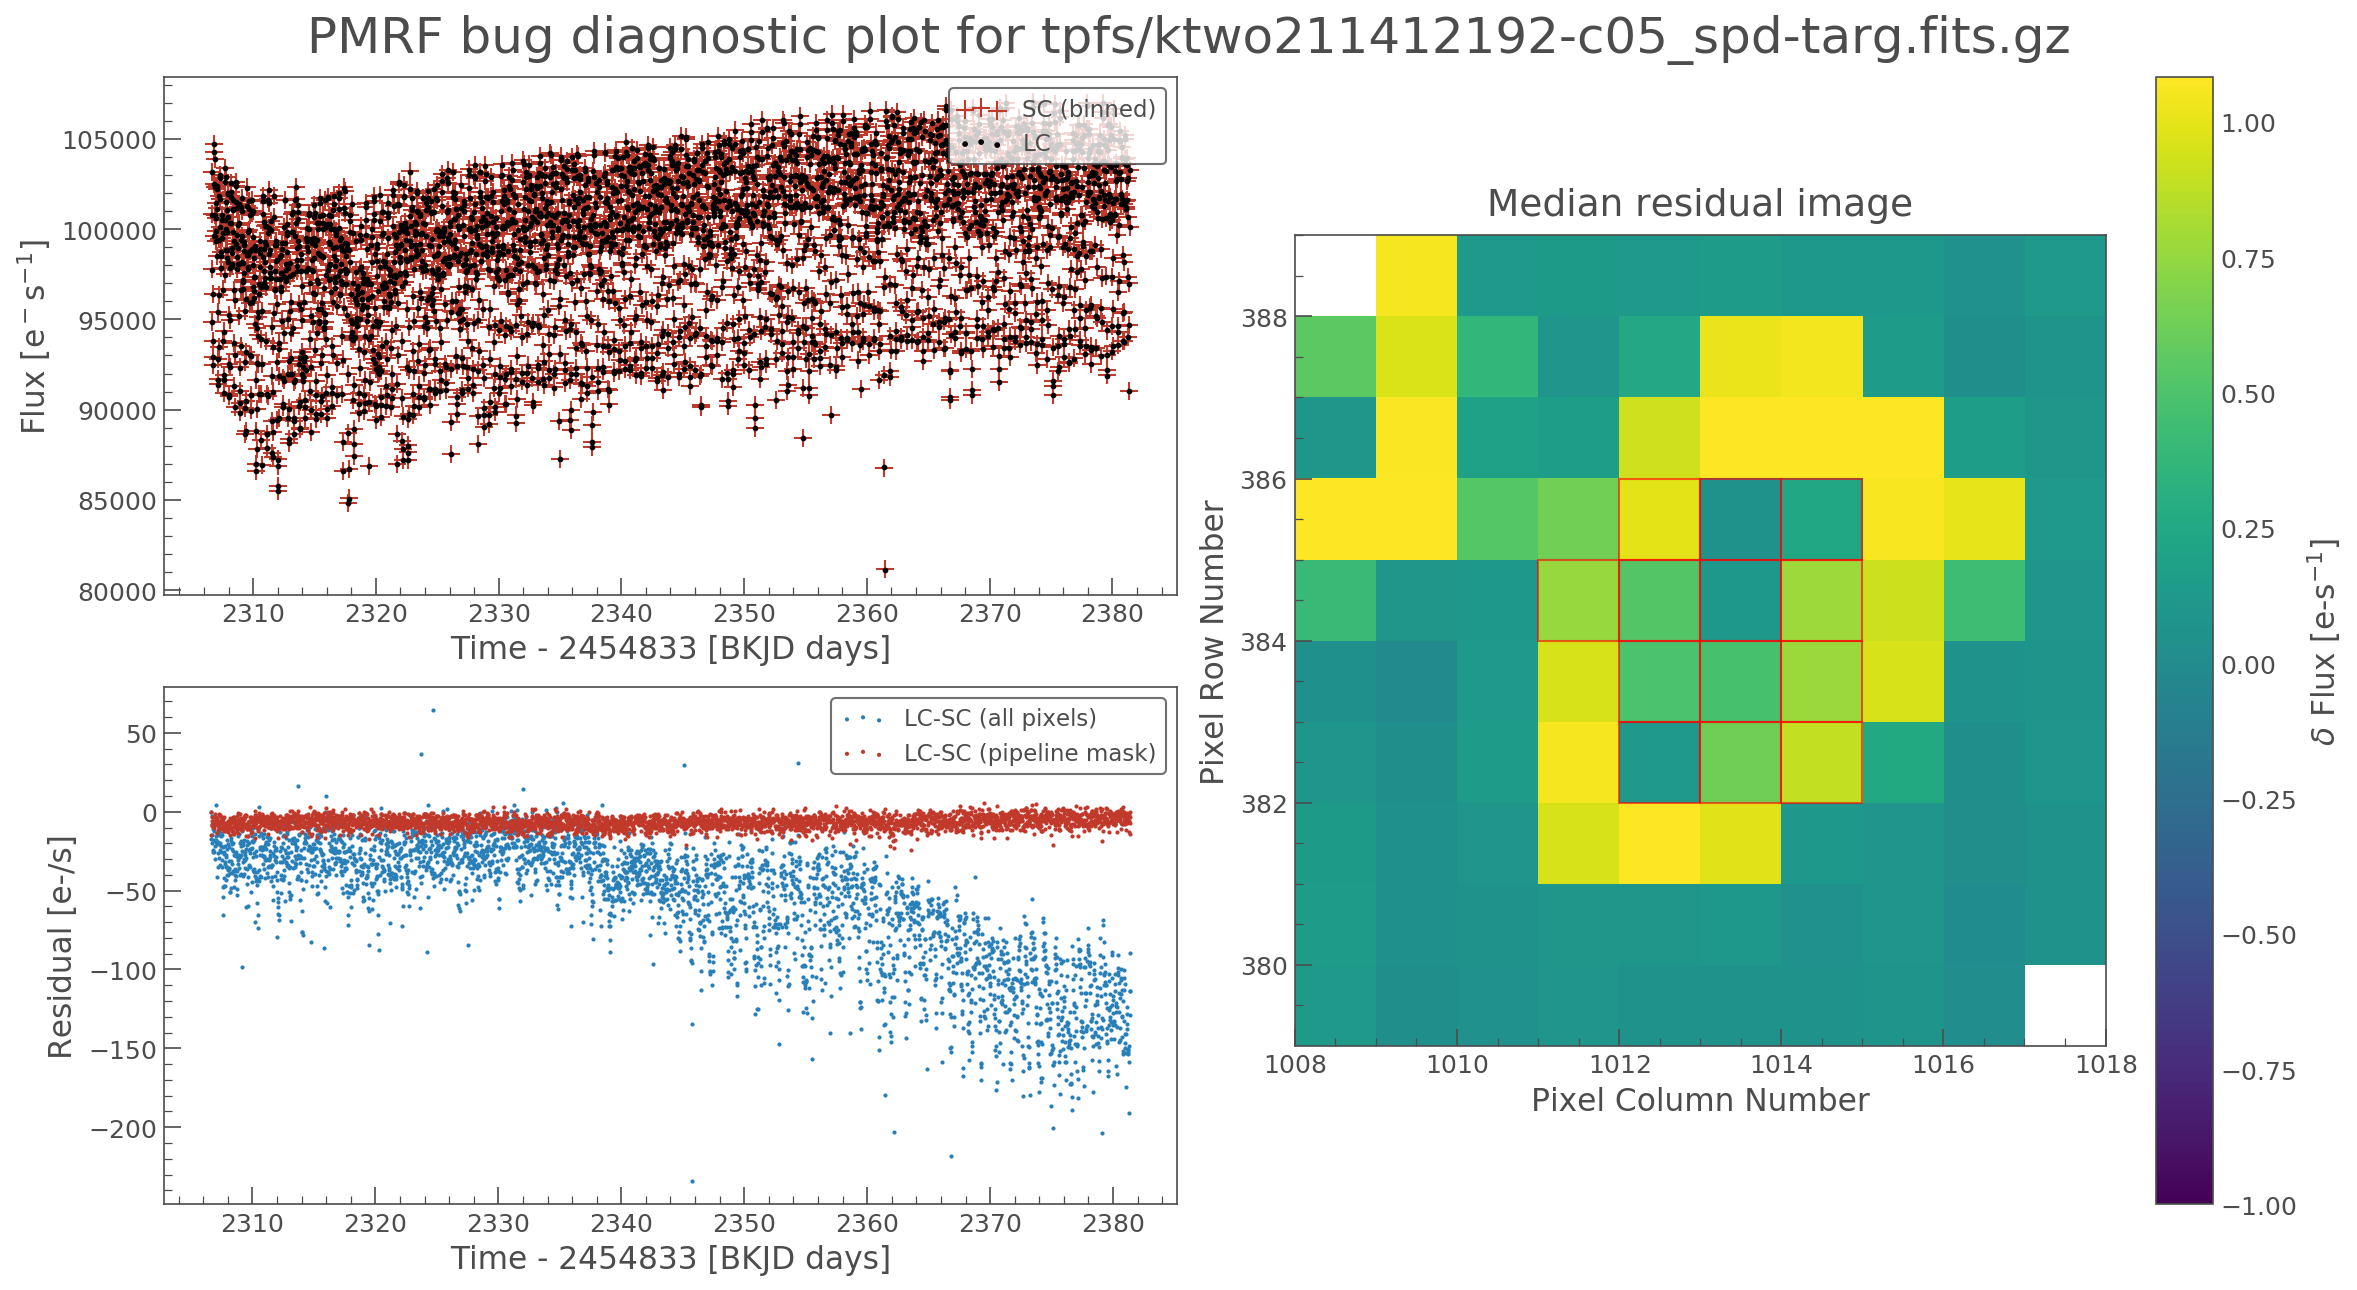 PMRF bug diagnostic plot for tpfs/ktwo211412192-c05_spd-targ.fits.gz
SC (binned)
LC
105000
100000
95000
90000
85000
80000
Flux [e⁻ s⁻¹]
2310 2320 2330 2340 2350 2360 2370 2380
Time - 2454833 [BKJD days]
LC-SC (all pixels)
LC-SC (pipeline mask)
50
0
−50
−100
−150
−200
Residual [e-/s]
2310 2320 2330 2340 2350 2360 2370 2380
Time - 2454833 [BKJD days]
Median residual image
388
386
384
382
380
Pixel Row Number
1008 1010 1012 1014 1016 1018
Pixel Column Number
1.00
0.75
0.50
0.25
0.00
−0.25
−0.50
−0.75
−1.00
δ Flux [e-s⁻¹]